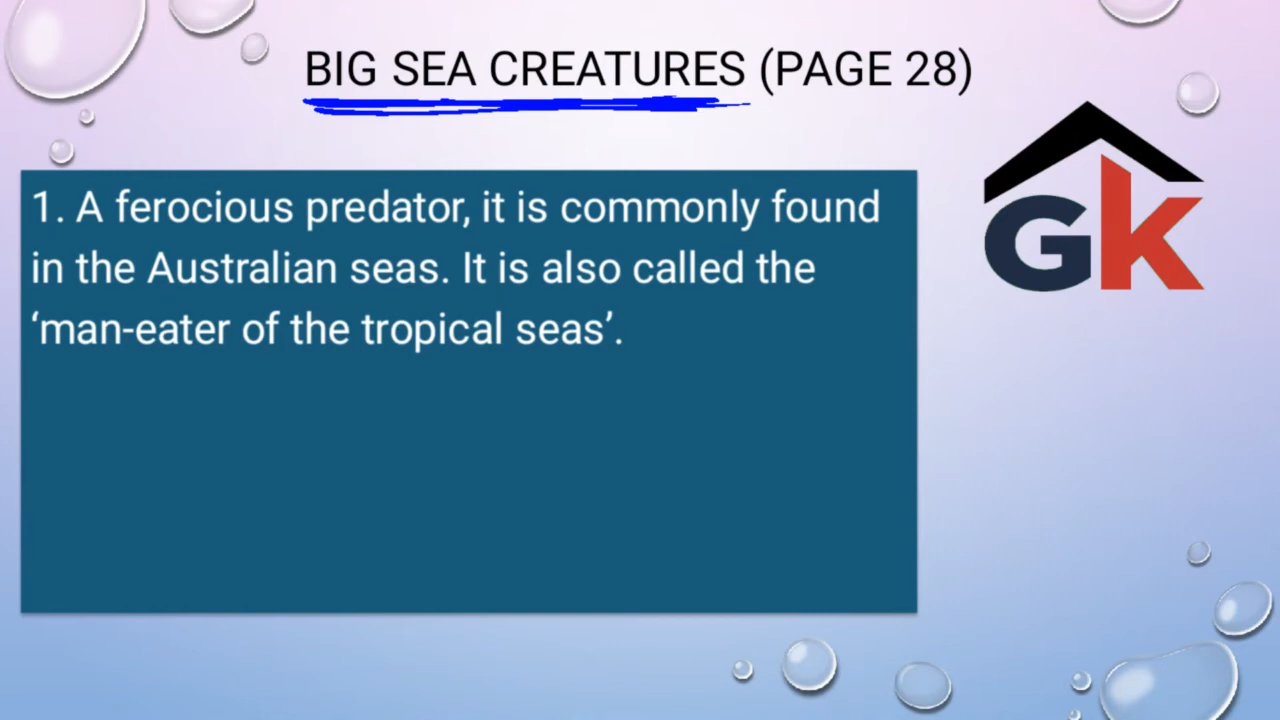 BIG SEA CREATURES (PAGE 28)
1. A ferocious predator, it is commonly found
in the Australian seas. It is also called the
‘man-eater of the tropical seas’.
Gk